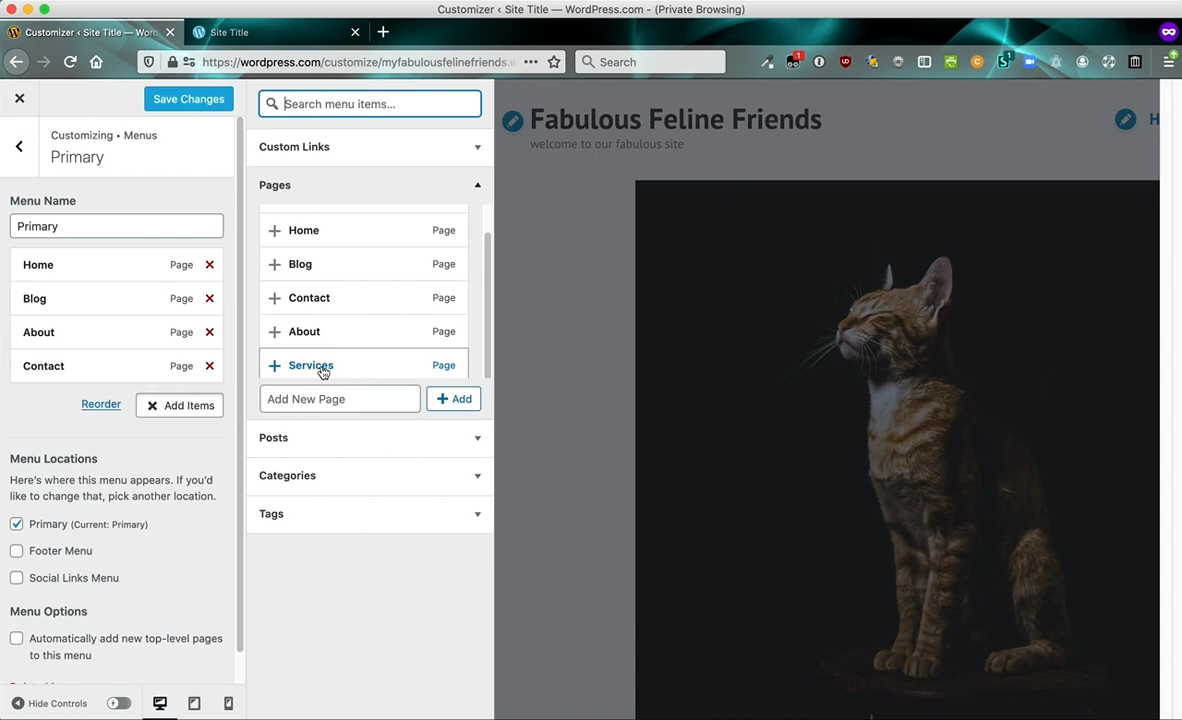 Customizer ‹ Site Title — WordPress.com - (Private Browsing)
Customizer ‹ Site Title — Word
Site Title
https://wordpress.com/customize/myfabulousfelinefriends.w
Search
1
1
Save Changes
Customizing • Menus
Primary
Menu Name
Primary
Home Page
Blog Page
About Page
Contact Page
Reorder
Add Items
Menu Locations
Here's where this menu appears. If you'd
like to change that, pick another location.
Primary (Current: Primary)
Footer Menu
Social Links Menu
Menu Options
Automatically add new top-level pages
to this menu
Hide Controls
Search menu items...
Custom Links
Pages
Home Page
Blog Page
Contact Page
About Page
Services Page
Add New Page
Add
Posts
Categories
Tags
Fabulous Feline Friends
welcome to our fabulous site
H